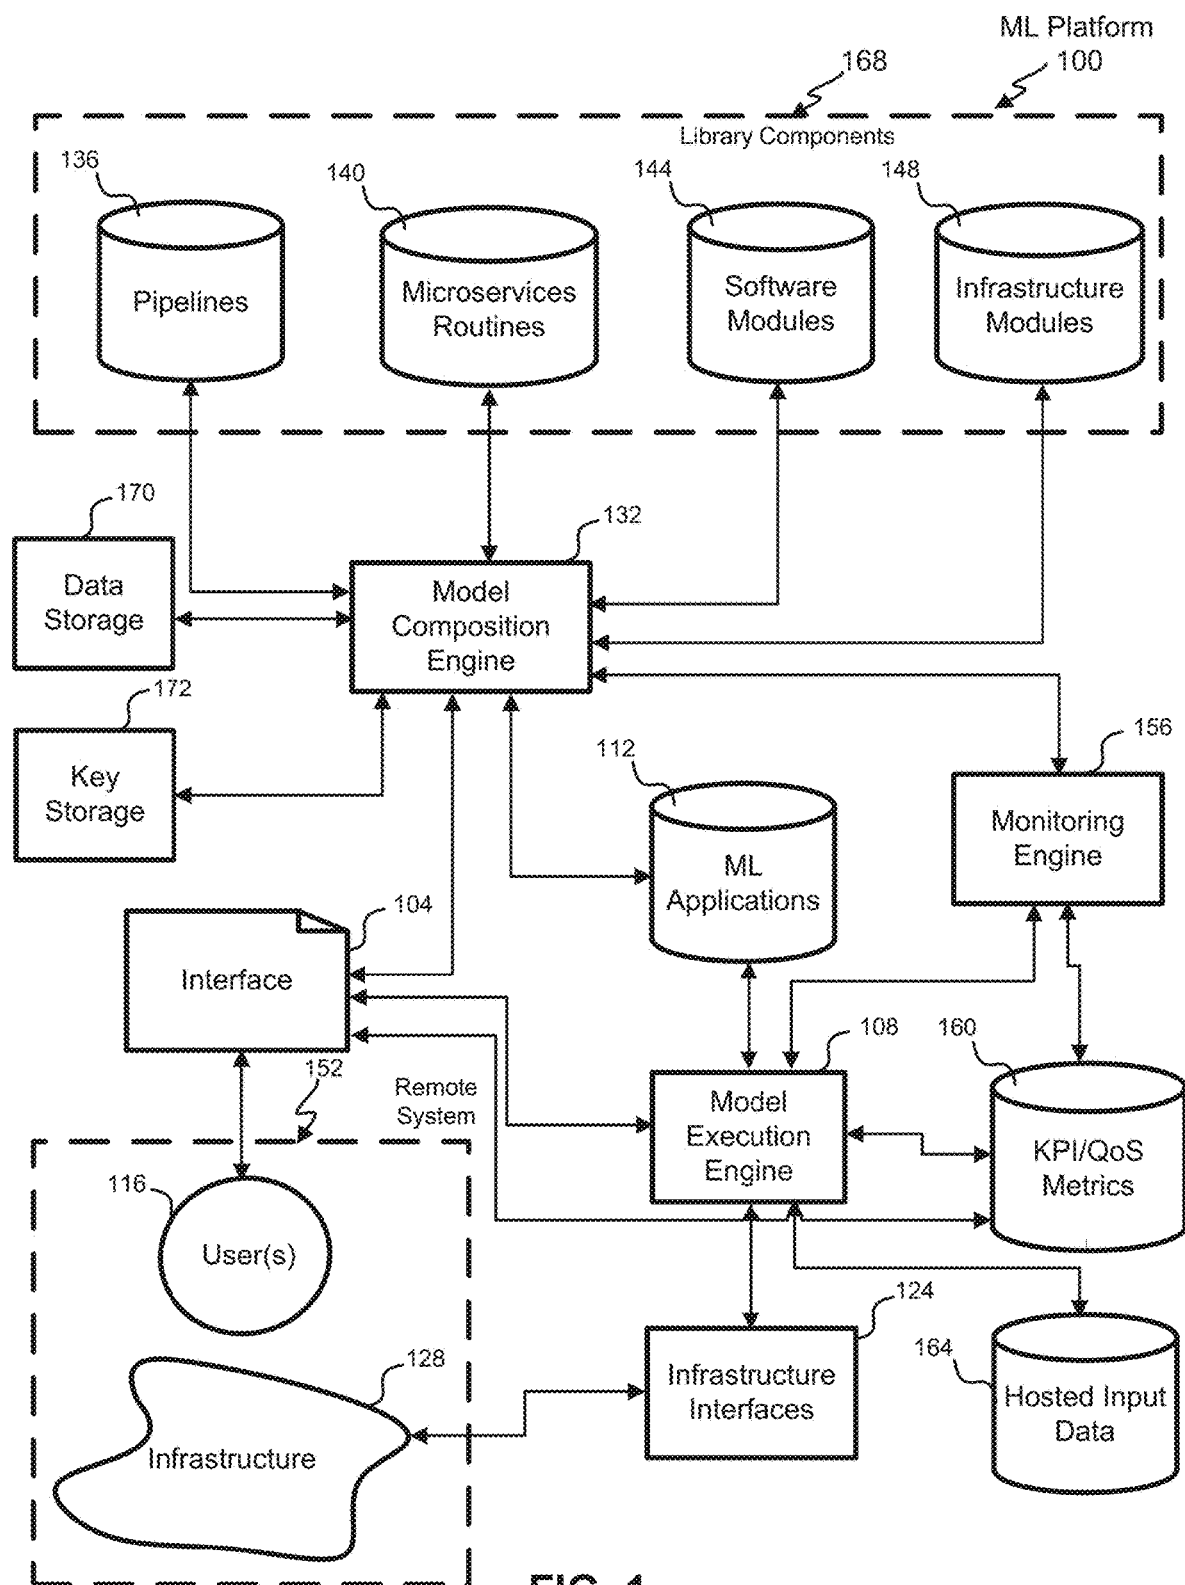 ML Platform
168
100
Library Components
136
140
144
148
Pipelines
Microservices
Routines
Software
Modules
Infrastructure
Modules
170
132
Data
Storage
Model
Composition
Engine
172
Key
Storage
112
156
ML
Applications
Monitoring
Engine
104
Interface
108
160
152
Remote
System
Model
Execution
Engine
KPI/QoS
Metrics
116
User(s)
124
128
164
Infrastructure
Interfaces
Hosted Input
Data
Infrastructure
FIG. 1